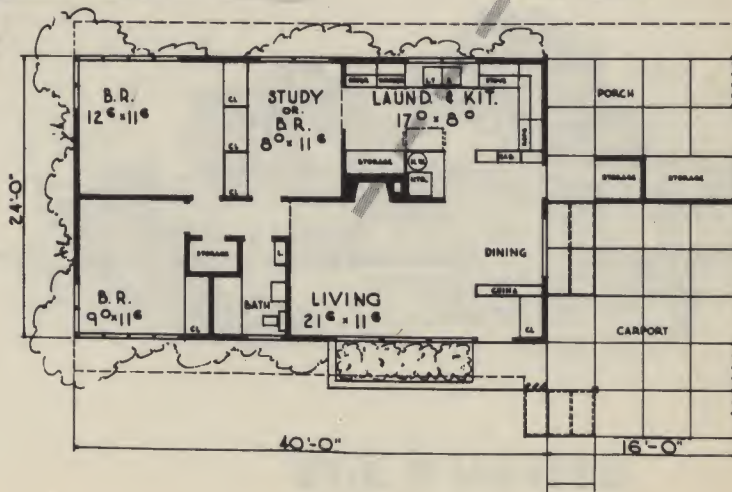 B.R.
12⁶ x 11⁶
CL
CL
CL
STUDY
OR
B.R.
8⁰ x 11⁶
LAUND. & KIT.
17⁰ x 8⁰
L.T.
S.
STORAGE
H.W.
HTR.
PORCH
STORAGE
STORAGE
24'-0"
STORAGE
L.
DINING
B.R.
9⁰ x 11⁶
CL
BATH
LIVING
21⁶ x 11⁶
CHINA
CL
CARPORT
40'-0"
16'-0"